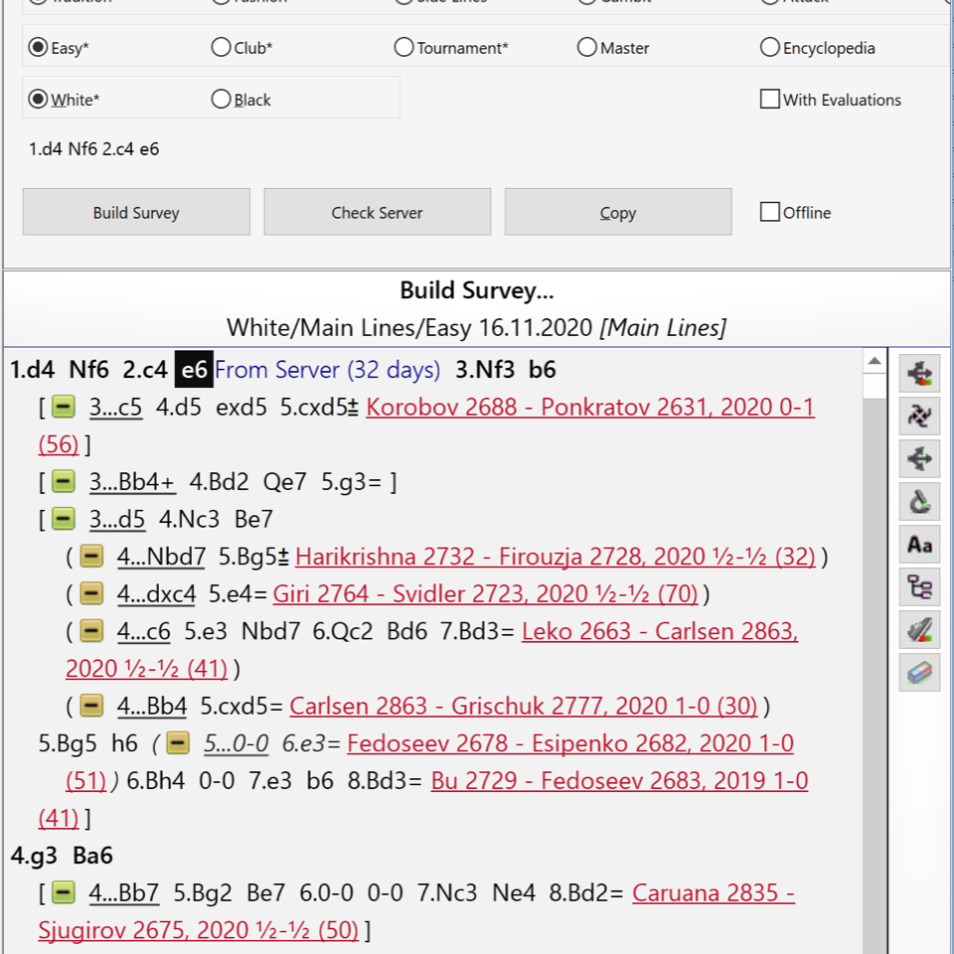 Tradition Fashion Side Lines Gambit Attack
Easy* Club* Tournament* Master Encyclopedia
White* Black With Evaluations
1.d4 Nf6 2.c4 e6
Build Survey Check Server Copy Offline
Build Survey...
White/Main Lines/Easy 16.11.2020 [Main Lines]
1.d4 Nf6 2.c4 e6 From Server (32 days) 3.Nf3 b6
[ 3...c5 4.d5 exd5 5.cxd5± Korobov 2688 - Ponkratov 2631, 2020 0-1
(56) ]
[ 3...Bb4+ 4.Bd2 Qe7 5.g3= ]
[ 3...d5 4.Nc3 Be7
( 4...Nbd7 5.Bg5± Harikrishna 2732 - Firouzja 2728, 2020 ½-½ (32) )
( 4...dxc4 5.e4= Giri 2764 - Svidler 2723, 2020 ½-½ (70) )
( 4...c6 5.e3 Nbd7 6.Qc2 Bd6 7.Bd3= Leko 2663 - Carlsen 2863,
2020 ½-½ (41) )
( 4...Bb4 5.cxd5= Carlsen 2863 - Grischuk 2777, 2020 1-0 (30) )
5.Bg5 h6 ( 5...0-0 6.e3= Fedoseev 2678 - Esipenko 2682, 2020 1-0
(51) ) 6.Bh4 0-0 7.e3 b6 8.Bd3= Bu 2729 - Fedoseev 2683, 2019 1-0
(41) ]
4.g3 Ba6
[ 4...Bb7 5.Bg2 Be7 6.0-0 0-0 7.Nc3 Ne4 8.Bd2= Caruana 2835 -
Sjugirov 2675, 2020 ½-½ (50) ]
Aa